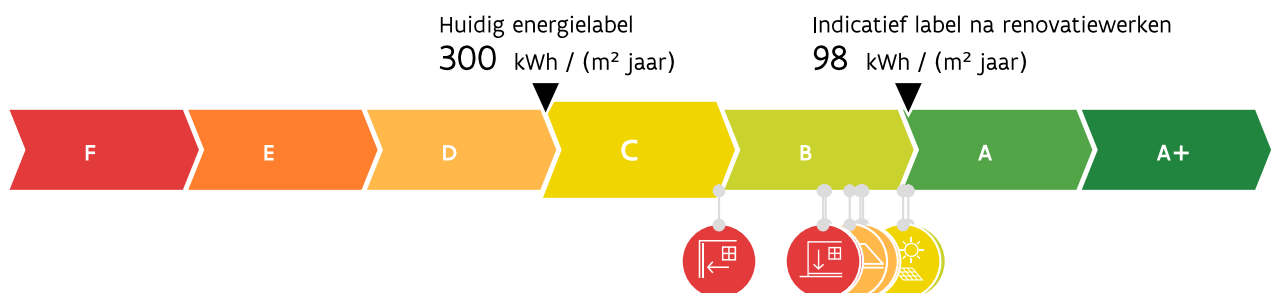 Huidig energielabel
300 kWh / (m² jaar)
Indicatief label na renovatiewerken
98 kWh / (m² jaar)
F E D C B A A+